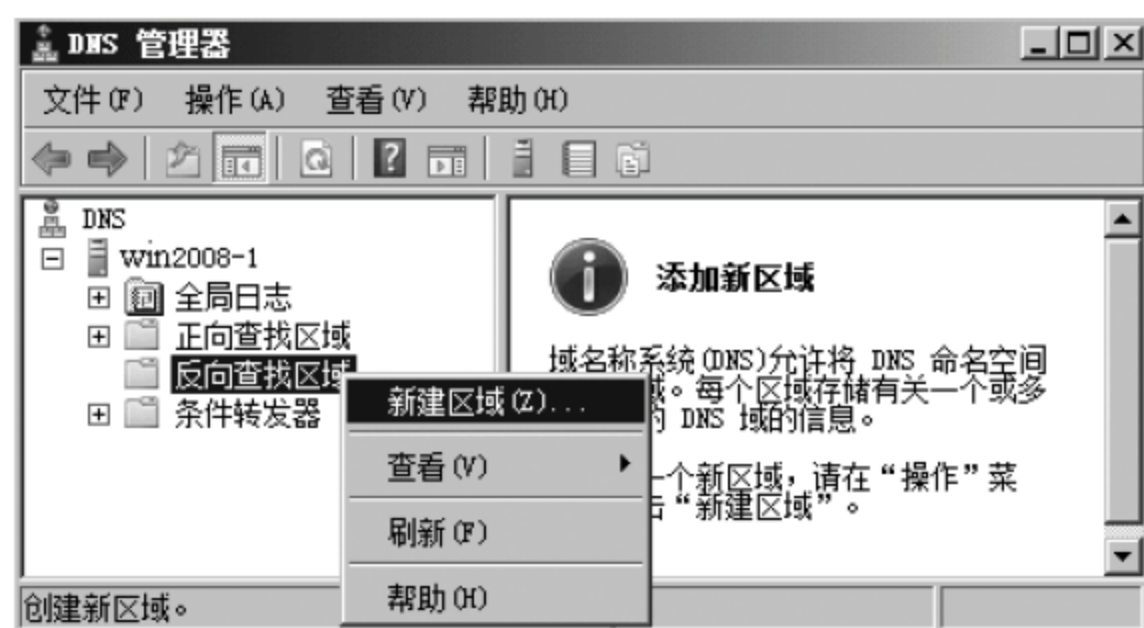 DNS 管理器
文件(F) 操作(A) 查看(V) 帮助(H)
DNS
win2008-1
全局日志
正向查找区域
反向查找区域
条件转发器
新建区域(Z)...
查看(V)
刷新(F)
帮助(H)
添加新区域
域名称系统(DNS)允许将 DNS 命名空间
域。每个区域存储有关一个或多
的 DNS 域的信息。
一个新区域，请在“操作”菜
击“新建区域”。
创建新区域。